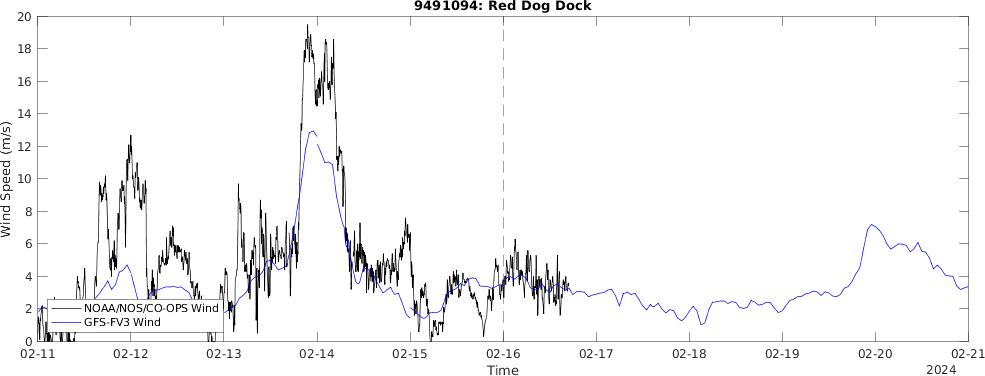 9491094: Red Dog Dock
20
18
16
14
12
10
8
6
4
2
0
Wind Speed (m/s)
NOAA/NOS/CO-OPS Wind
GFS-FV3 Wind
02-11 02-12 02-13 02-14 02-15 02-16 02-17 02-18 02-19 02-20 02-21
Time
2024